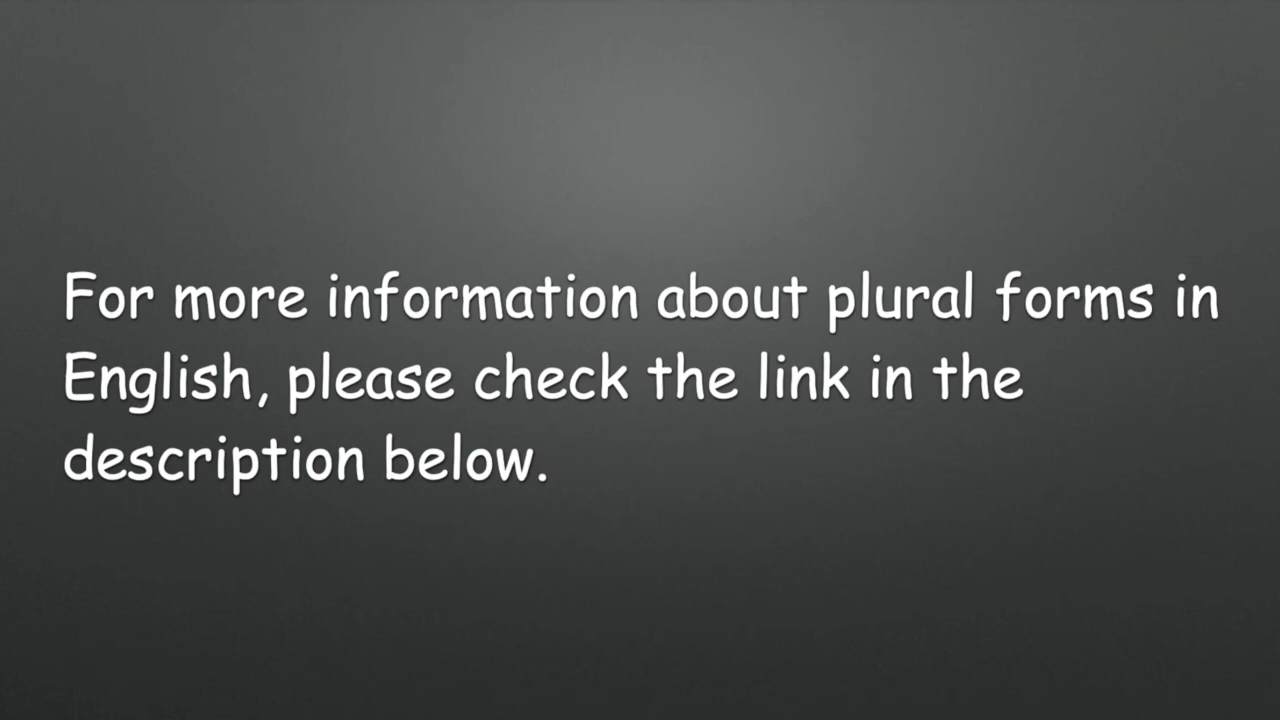 For more information about plural forms in
English, please check the link in the
description below.